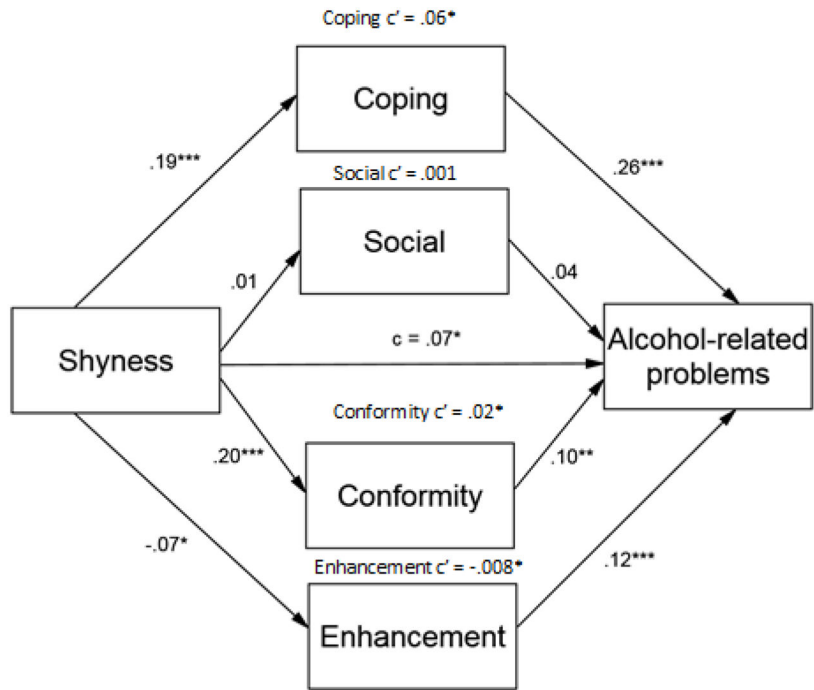 Coping c’ = .06*
Coping
.19***
.26***
Social c’ = .001
Social
.01
.04
Shyness
c = .07*
Alcohol-related
problems
Conformity c’ = .02*
.20***
.10**
Conformity
-.07*
Enhancement c’ = -.008*
.12***
Enhancement